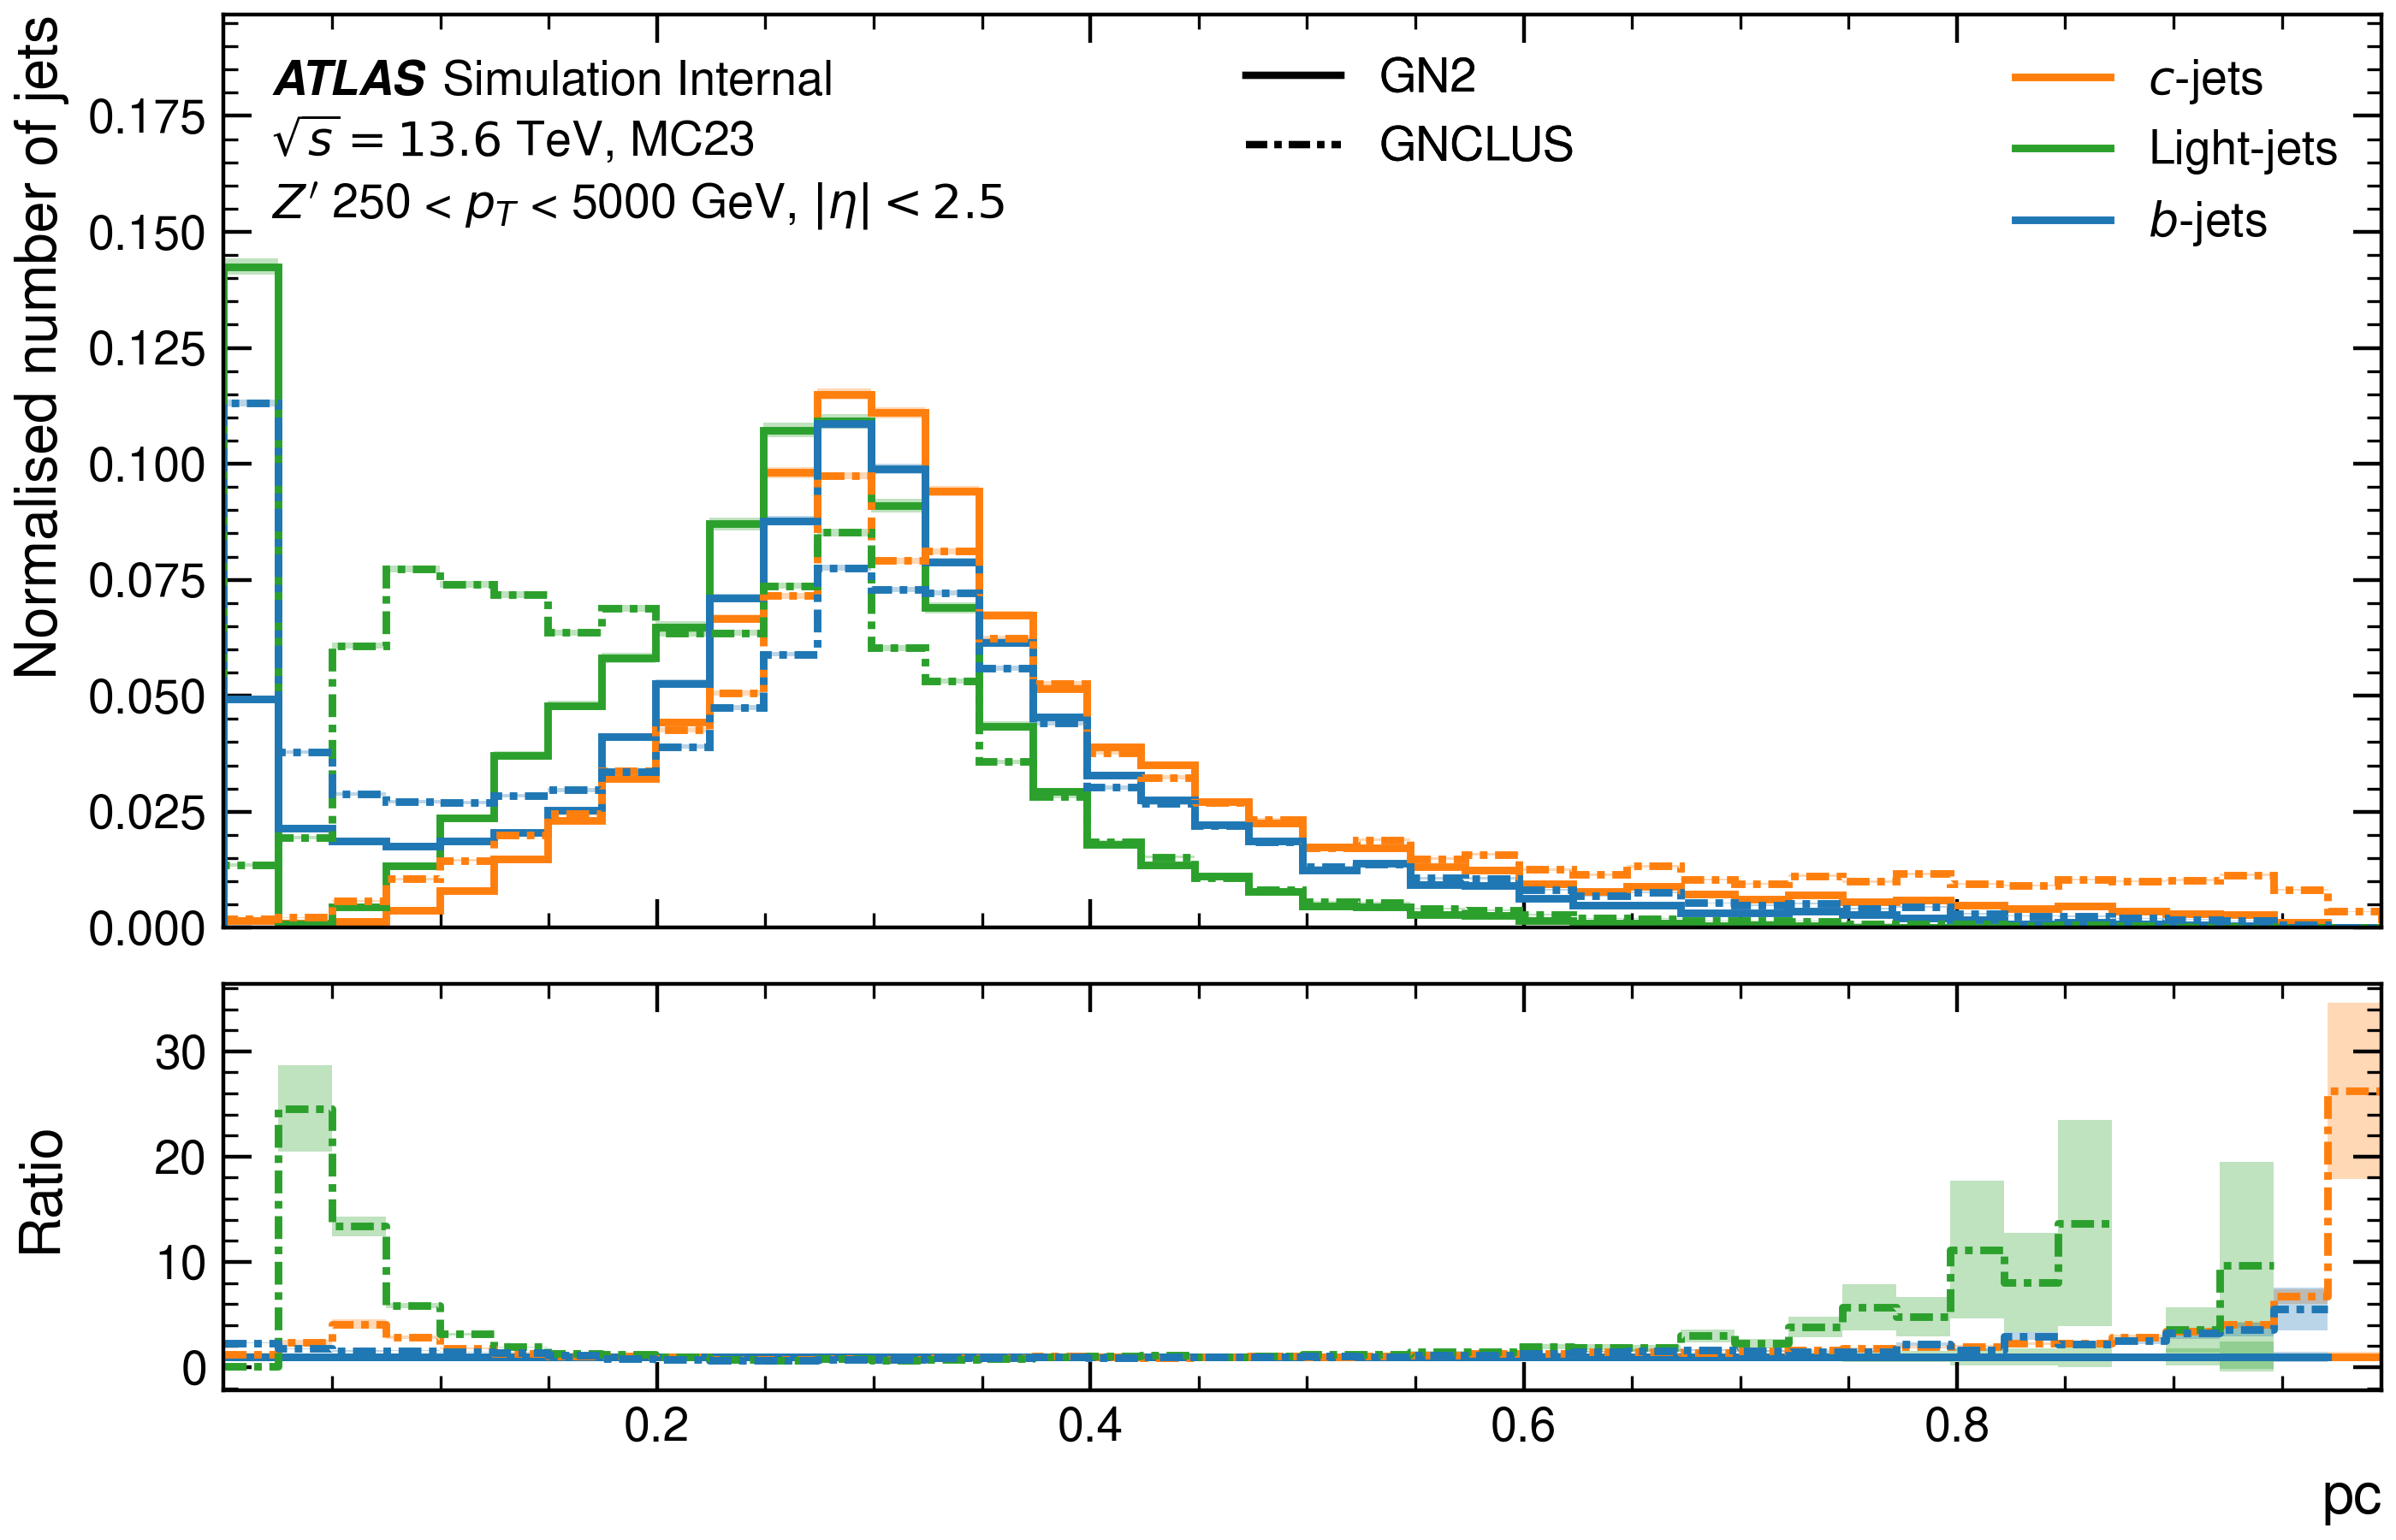 ATLAS Simulation Internal
√s = 13.6 TeV, MC23
Z′ 250 < pT < 5000 GeV, |η| < 2.5
GN2
GNCLUS
c-jets
Light-jets
b-jets
Normalised number of jets
0.175
0.150
0.125
0.100
0.075
0.050
0.025
0.000
Ratio
30
20
10
0
0.2
0.4
0.6
0.8
pc